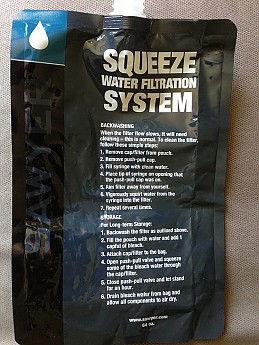 SQUEEZE
WATER FILTRATION
SYSTEM
BACKWASHING
When the filter flow slows, it will need
cleaning – this is normal. To clean the filter,
follow these simple steps:
1. Remove cap/filter from pouch.
2. Remove push-pull cap.
3. Fill syringe with clean water.
4. Place tip of syringe on opening that
the push-pull cap was on.
5. Aim filter away from yourself.
6. Vigorously squirt water from the
syringe into the filter.
7. Repeat several times.
STORAGE
For Long-term Storage:
1. Backwash the filter as outlined above.
2. Fill the pouch with water and add 1
capful of bleach.
3. Attach cap/filter to the bag.
4. Open push-pull valve and squeeze
some of the bleach water through
the cap/filter.
5. Close push-pull valve and let stand
for an hour.
6. Drain bleach water from bag and
allow all components to air dry.
SAWYER
www.sawyer.com
64 oz.